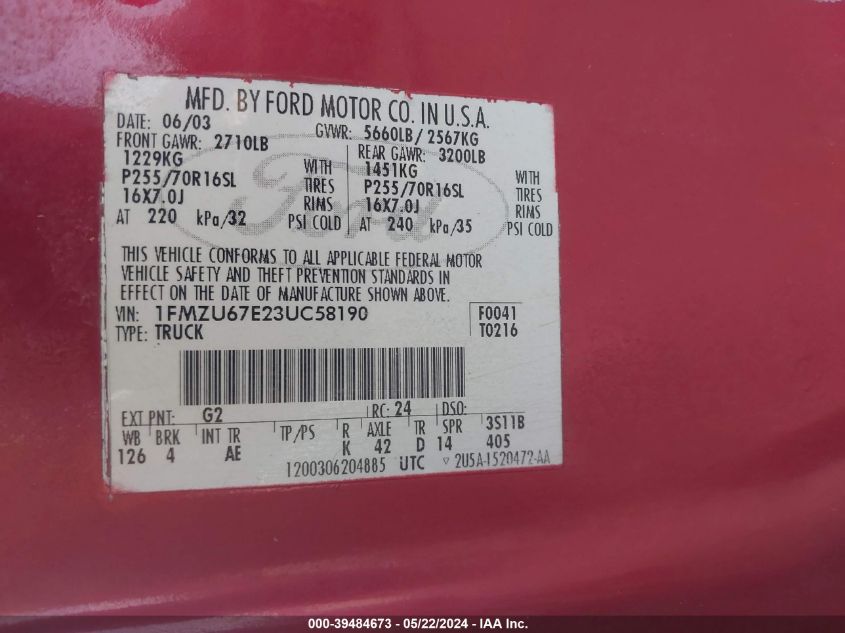 MFD. BY FORD MOTOR CO. IN U.S.A.
DATE: 06/03 GVWR: 5660LB/ 2567KG
FRONT GAWR: 2710LB REAR GAWR: 3200LB
1229KG WITH 1451KG WITH
P255/70R16SL TIRES P255/70R16SL TIRES
16X7.0J RIMS 16X7.0J RIMS
AT 220 kPa/32 PSI COLD AT 240 kPa/35 PSI COLD
Ford
THIS VEHICLE CONFORMS TO ALL APPLICABLE FEDERAL MOTOR
VEHICLE SAFETY AND THEFT PREVENTION STANDARDS IN
EFFECT ON THE DATE OF MANUFACTURE SHOWN ABOVE.
VIN: 1FMZU67E23UC58190 F0041
TYPE: TRUCK T0216
EXT PNT: G2 RC: 24 DSO:
WB BRK INT TR TP/PS R AXLE TR SPR 3S11B
126 4 AE K 42 D 14 405
1200306204885 UTC ▽ 2U5A-1520472-AA
000-39484673 - 05/22/2024 - IAA Inc.